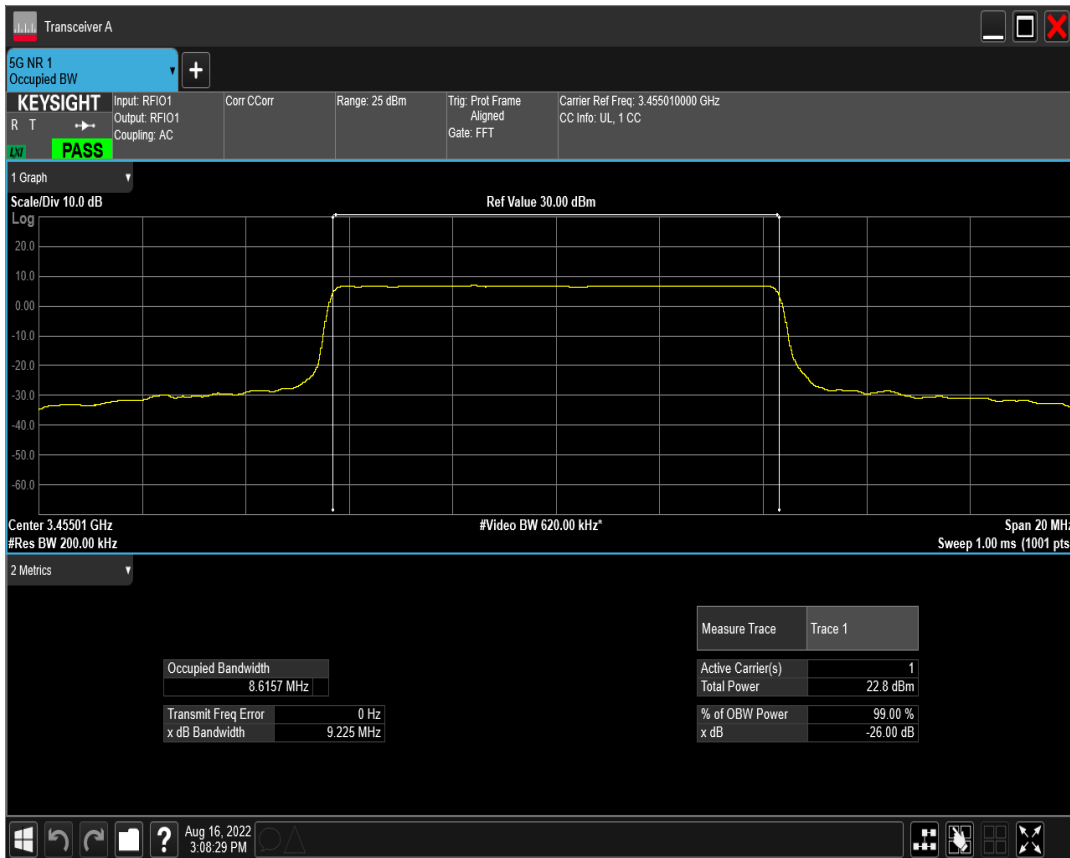 Transceiver A
5G NR 1
Occupied BW
+
KEYSIGHT
R T
LXI
PASS
Input: RFIO1
Output: RFIO1
Coupling: AC
Corr CCorr
Range: 25 dBm
Trig: Prot Frame
Aligned
Gate: FFT
Carrier Ref Freq: 3.455010000 GHz
CC Info: UL, 1 CC
1 Graph
Scale/Div 10.0 dB
Ref Value 30.00 dBm
Log
20.0
10.0
0.00
-10.0
-20.0
-30.0
-40.0
-50.0
-60.0
Center 3.45501 GHz
#Video BW 620.00 kHz*
Span 20 MHz
#Res BW 200.00 kHz
Sweep 1.00 ms (1001 pts
2 Metrics
Measure Trace Trace 1
Occupied Bandwidth
8.6157 MHz
Active Carrier(s) 1
Total Power 22.8 dBm
Transmit Freq Error 0 Hz
x dB Bandwidth 9.225 MHz
% of OBW Power 99.00 %
x dB -26.00 dB
?
Aug 16, 2022
3:08:29 PM